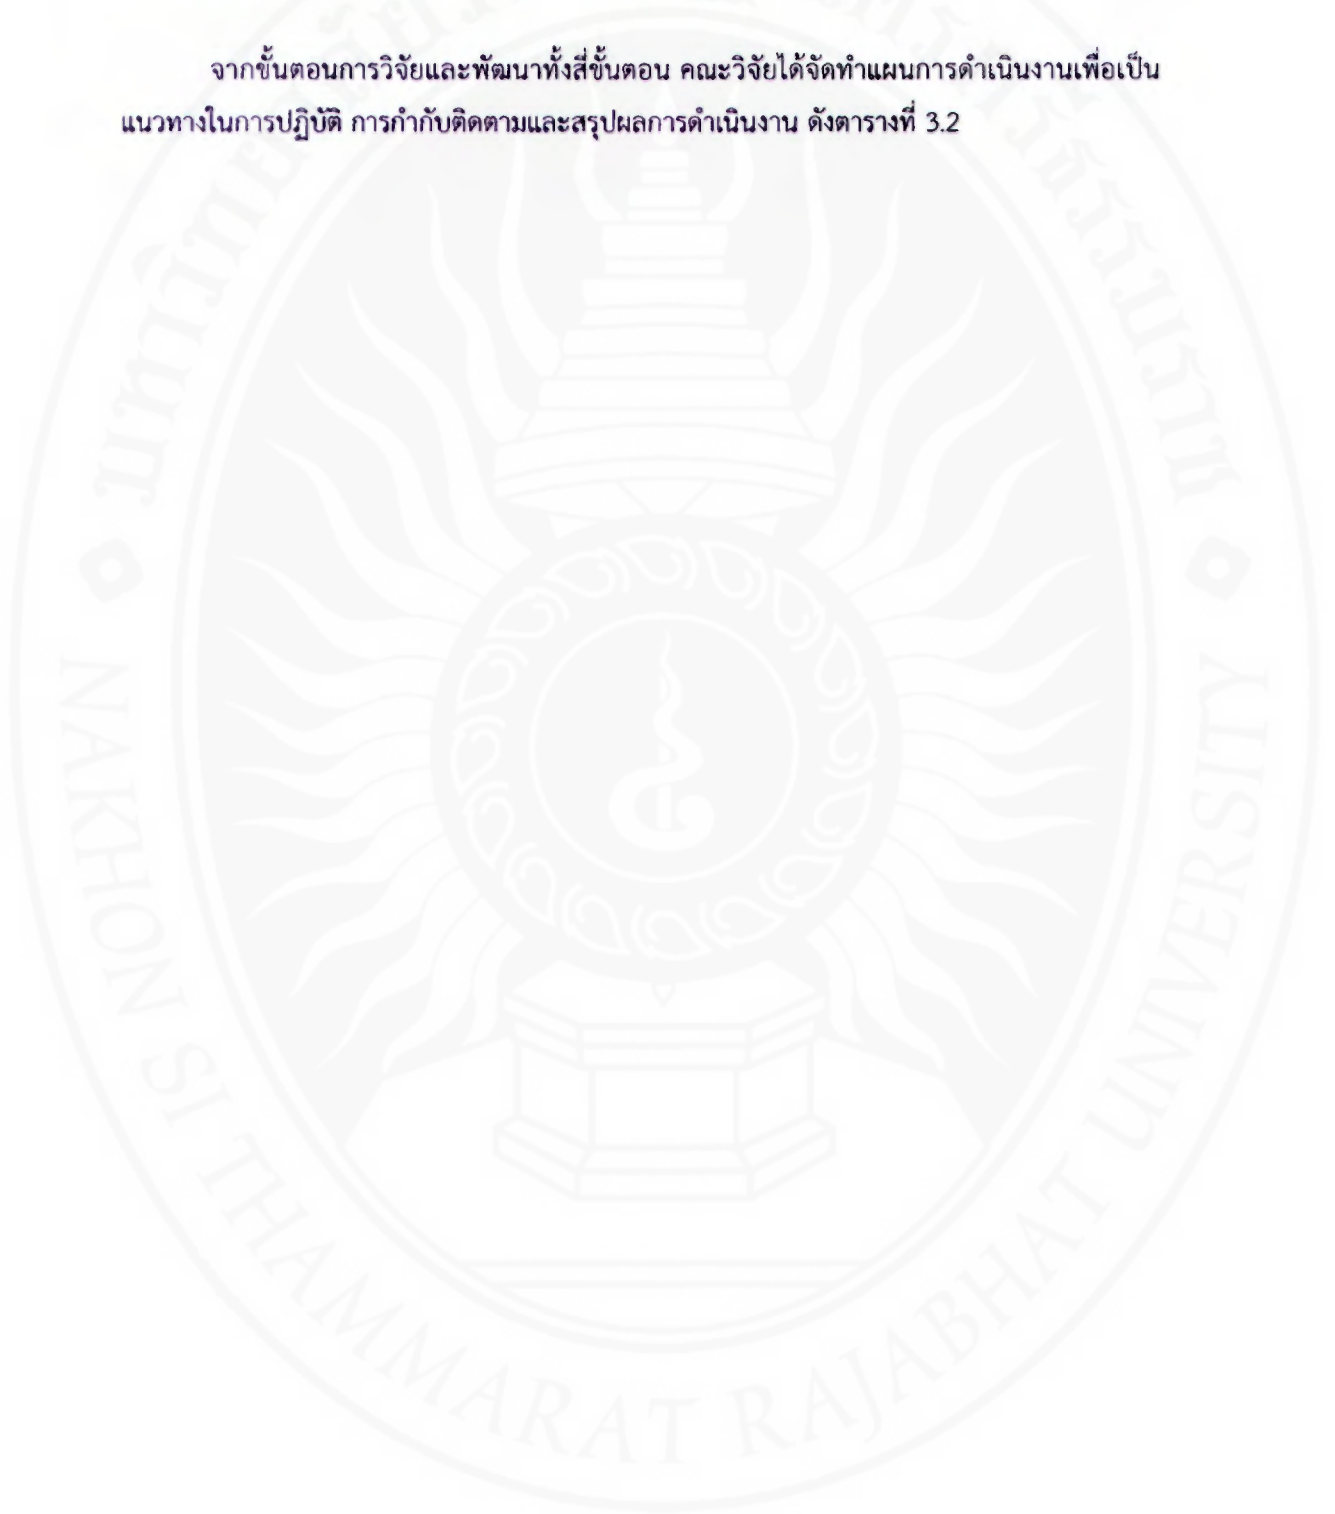 จากขั้นตอนการวิจัยและพัฒนาทั้งสี่ขั้นตอน คณะวิจัยได้จัดทำแผนการดำเนินงานเพื่อเป็น
แนวทางในการปฏิบัติ การกำกับติดตามและสรุปผลการดำเนินงาน ดังตารางที่ 3.2
NAKHON SI THAMMARAT RAJABHAT UNIVERSITY